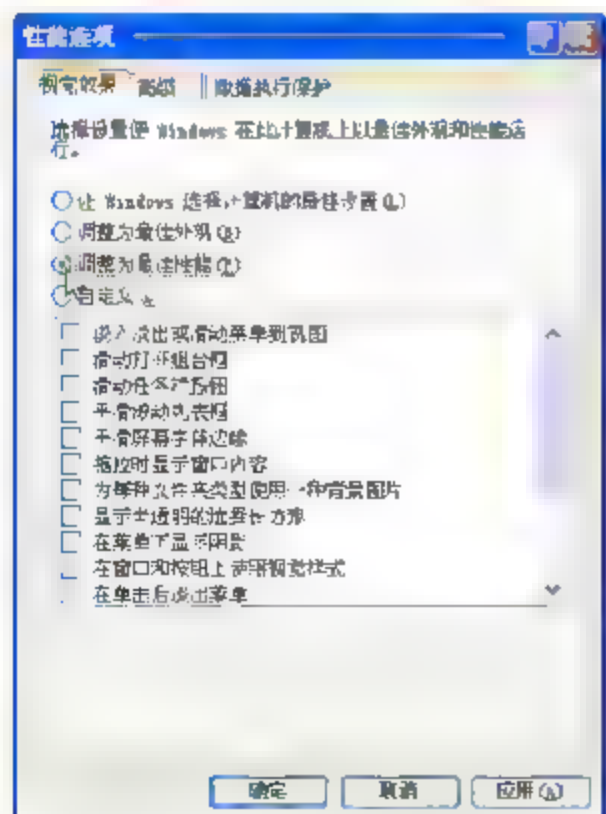 性能选项
视觉效果 高级 数据执行保护
选择设置使 Windows 在此计算机上以最佳外观和性能运
行。
让 Windows 选择计算机的最佳设置(L)
调整为最佳外观(B)
调整为最佳性能(P)
自定义
淡入淡出或滑动菜单到视图
滑动打开组合框
滑动任务栏按钮
平滑滚动列表框
平滑屏幕字体边缘
拖拉时显示窗口内容
为每种文件夹类型使用一种背景图片
显示半透明的选择长方形
在菜单下显示阴影
在窗口和按钮上使用视觉样式
在单击后淡出菜单
确定 取消 应用(A)